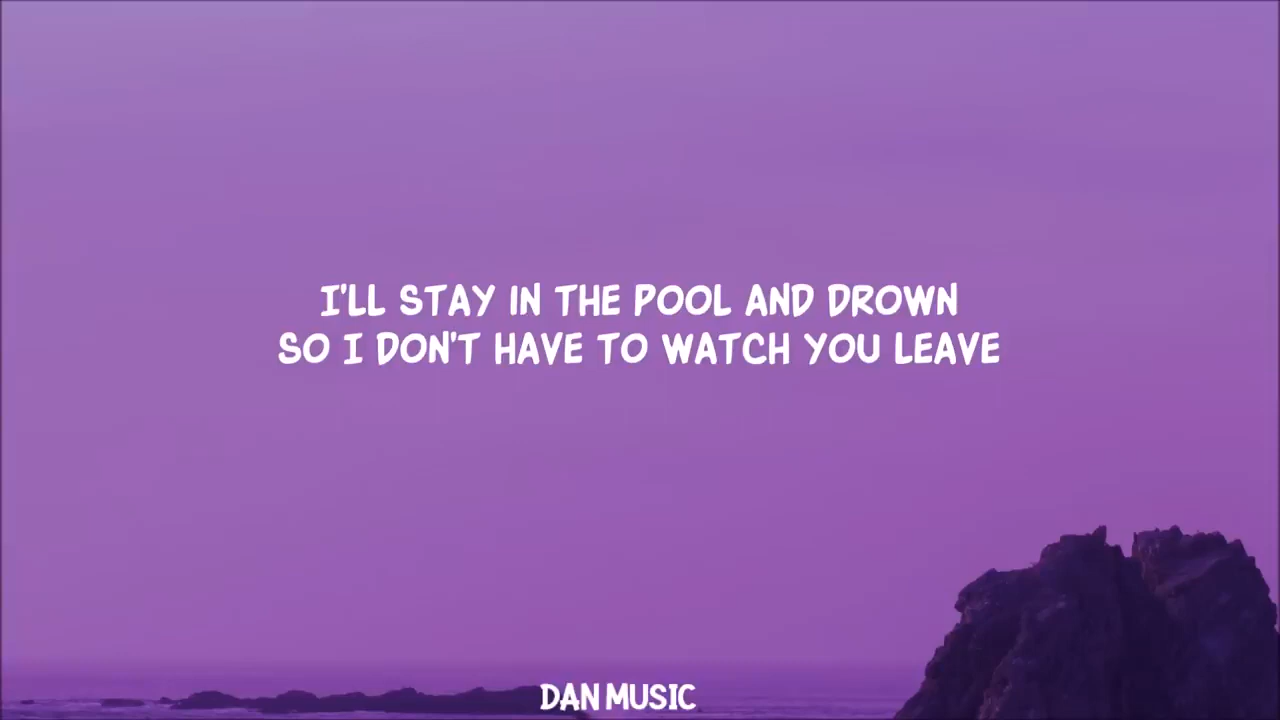 I'LL STAY IN THE POOL AND DROWN
SO I DON'T HAVE TO WATCH YOU LEAVE
DAN MUSIC